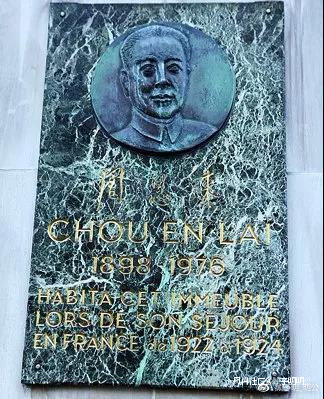 周恩来
CHOU EN-LAÏ
1898 1976
HABITA CET IMMEUBLE
LORS DE SON SEJOUR
EN FRANCE de 1922 à 1924